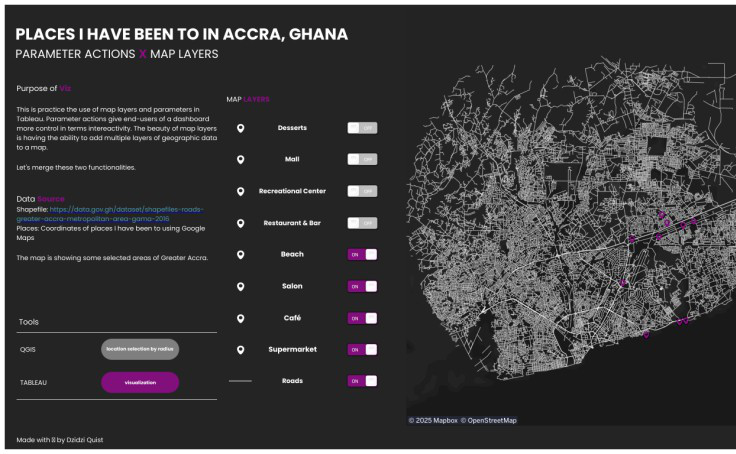 PLACES I HAVE BEEN TO IN ACCRA, GHANA
PARAMETER ACTIONS X MAP LAYERS
Purpose of Viz
This is practice the use of map layers and parameters in
Tableau. Parameter actions give end-users of a dashboard
more control in terms intereactivity. The beauty of map layers
is having the ability to add multiple layers of geographic data
to a map.
Let's merge these two functionalities.
Data Source
Shapefile: https://data.gov.gh/dataset/shapefiles-roads-
greater-accra-metropolitan-area-gama-2016
Places: Coordinates of places I have been to using Google
Maps
The map is showing some selected areas of Greater Accra.
Tools
QGIS
location selection by radius
TABLEAU
visualization
Made with by Dzidzi Quist
MAP LAYERS
Desserts
OFF
Mall
OFF
Recreational Center
OFF
Restaurant & Bar
OFF
Beach
ON
Salon
ON
Café
ON
Supermarket
ON
Roads
ON
© 2025 Mapbox © OpenStreetMap